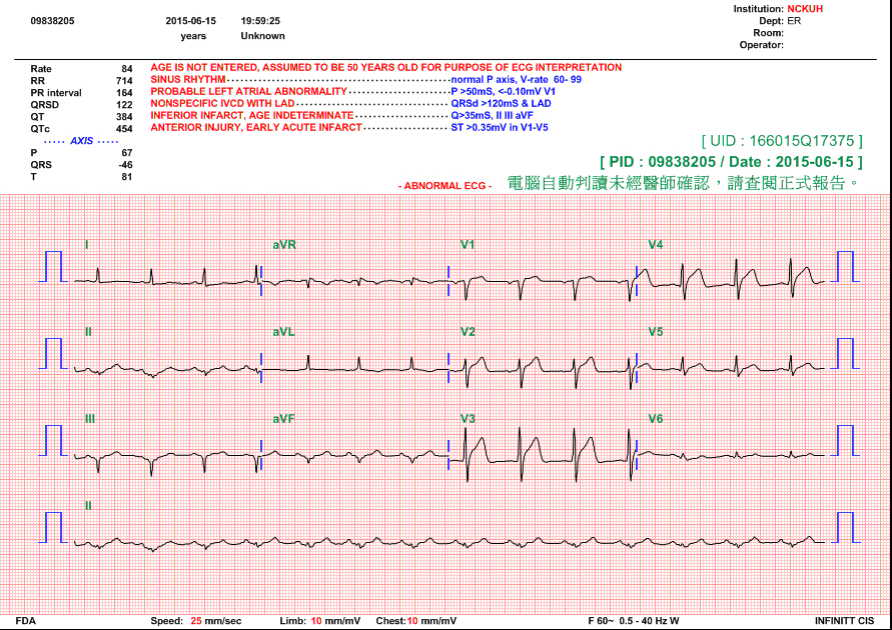 Institution: NCKUH
09838205 2015-06-15 19:59:25 Dept: ER
years Unknown Room:
Operator:
Rate 84 AGE IS NOT ENTERED, ASSUMED TO BE 50 YEARS OLD FOR PURPOSE OF ECG INTERPRETATION
RR 714 SINUS RHYTHM - normal P axis, V-rate 60- 99
PR interval 164 PROBABLE LEFT ATRIAL ABNORMALITY - P >50mS, <-0.10mV V1
QRSD 122 NONSPECIFIC IVCD WITH LAD - QRSd >120mS & LAD
QT 384 INFERIOR INFARCT, AGE INDETERMINATE - Q>35mS, II III aVF
QTc 454 ANTERIOR INJURY, EARLY ACUTE INFARCT - ST >0.35mV in V1-V5
----- AXIS -----
[ UID : 166015Q17375 ]
P 67
QRS -46
[ PID : 09838205 / Date : 2015-06-15 ]
T 81
- ABNORMAL ECG -
電腦自動判讀未經醫師確認，請查閱正式報告。
I aVR V1 V4
II aVL V2 V5
III aVF V3 V6
II
FDA Speed: 25 mm/sec Limb: 10 mm/mV Chest: 10 mm/mV F 60~ 0.5 - 40 Hz W INFINITT CIS